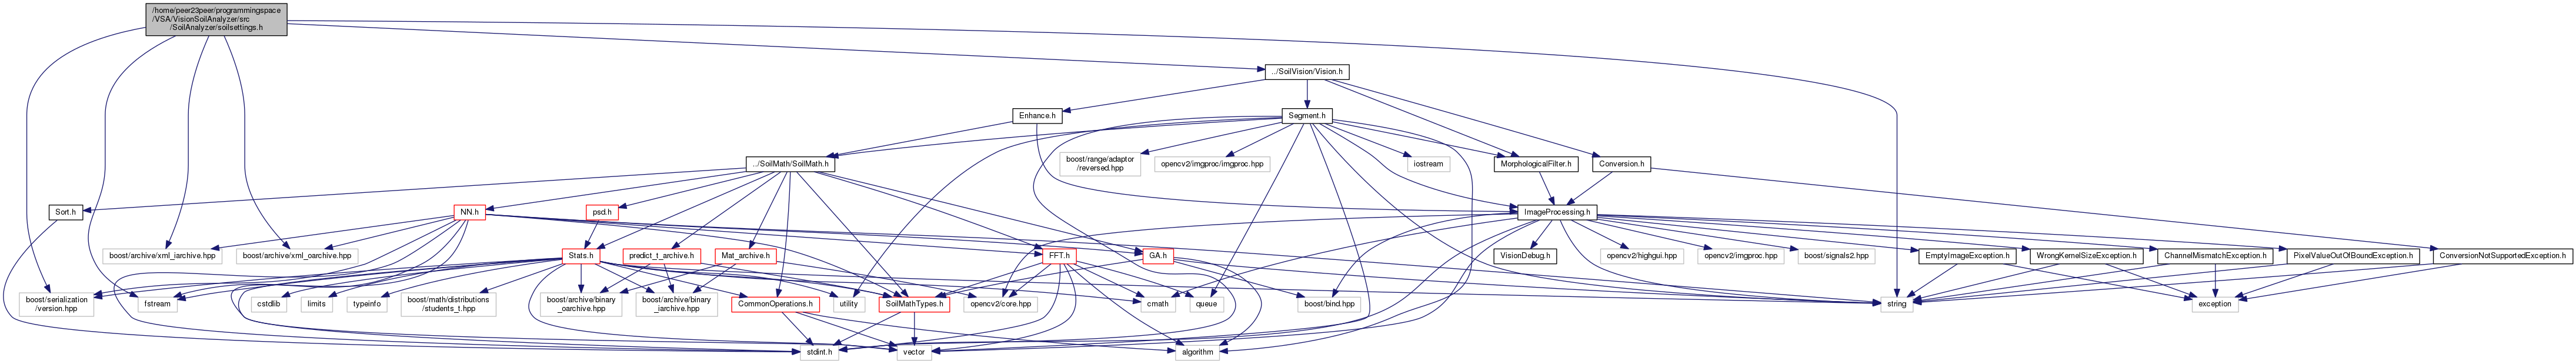 /home/peer23peer/programmingspace
/VSA/VisionSoilAnalyzer/src
/SoilAnalyzer/soilsettings.h
../SoilVision/Vision.h
Enhance.h
Segment.h
../SoilMath/SoilMath.h
boost/range/adaptor
/reversed.hpp
opencv2/imgproc/imgproc.hpp
iostream
MorphologicalFilter.h
Conversion.h
Sort.h
NN.h
psd.h
ImageProcessing.h
boost/archive/xml_iarchive.hpp
boost/archive/xml_oarchive.hpp
Stats.h
predict_t_archive.h
Mat_archive.h
FFT.h
GA.h
VisionDebug.h
opencv2/highgui.hpp
opencv2/imgproc.hpp
boost/signals2.hpp
EmptyImageException.h
WrongKernelSizeException.h
ChannelMismatchException.h
PixelValueOutOfBoundException.h
ConversionNotSupportedException.h
boost/serialization
/version.hpp
fstream
cstdlib
limits
typeinfo
boost/math/distributions
/students_t.hpp
boost/archive/binary
_oarchive.hpp
boost/archive/binary
_iarchive.hpp
CommonOperations.h
utility
SoilMathTypes.h
opencv2/core.hpp
cmath
queue
boost/bind.hpp
string
exception
stdint.h
vector
algorithm